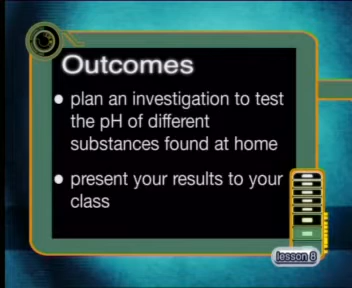 Outcomes
● plan an investigation to test
the pH of different
substances found at home
● present your results to your
class
lesson 8